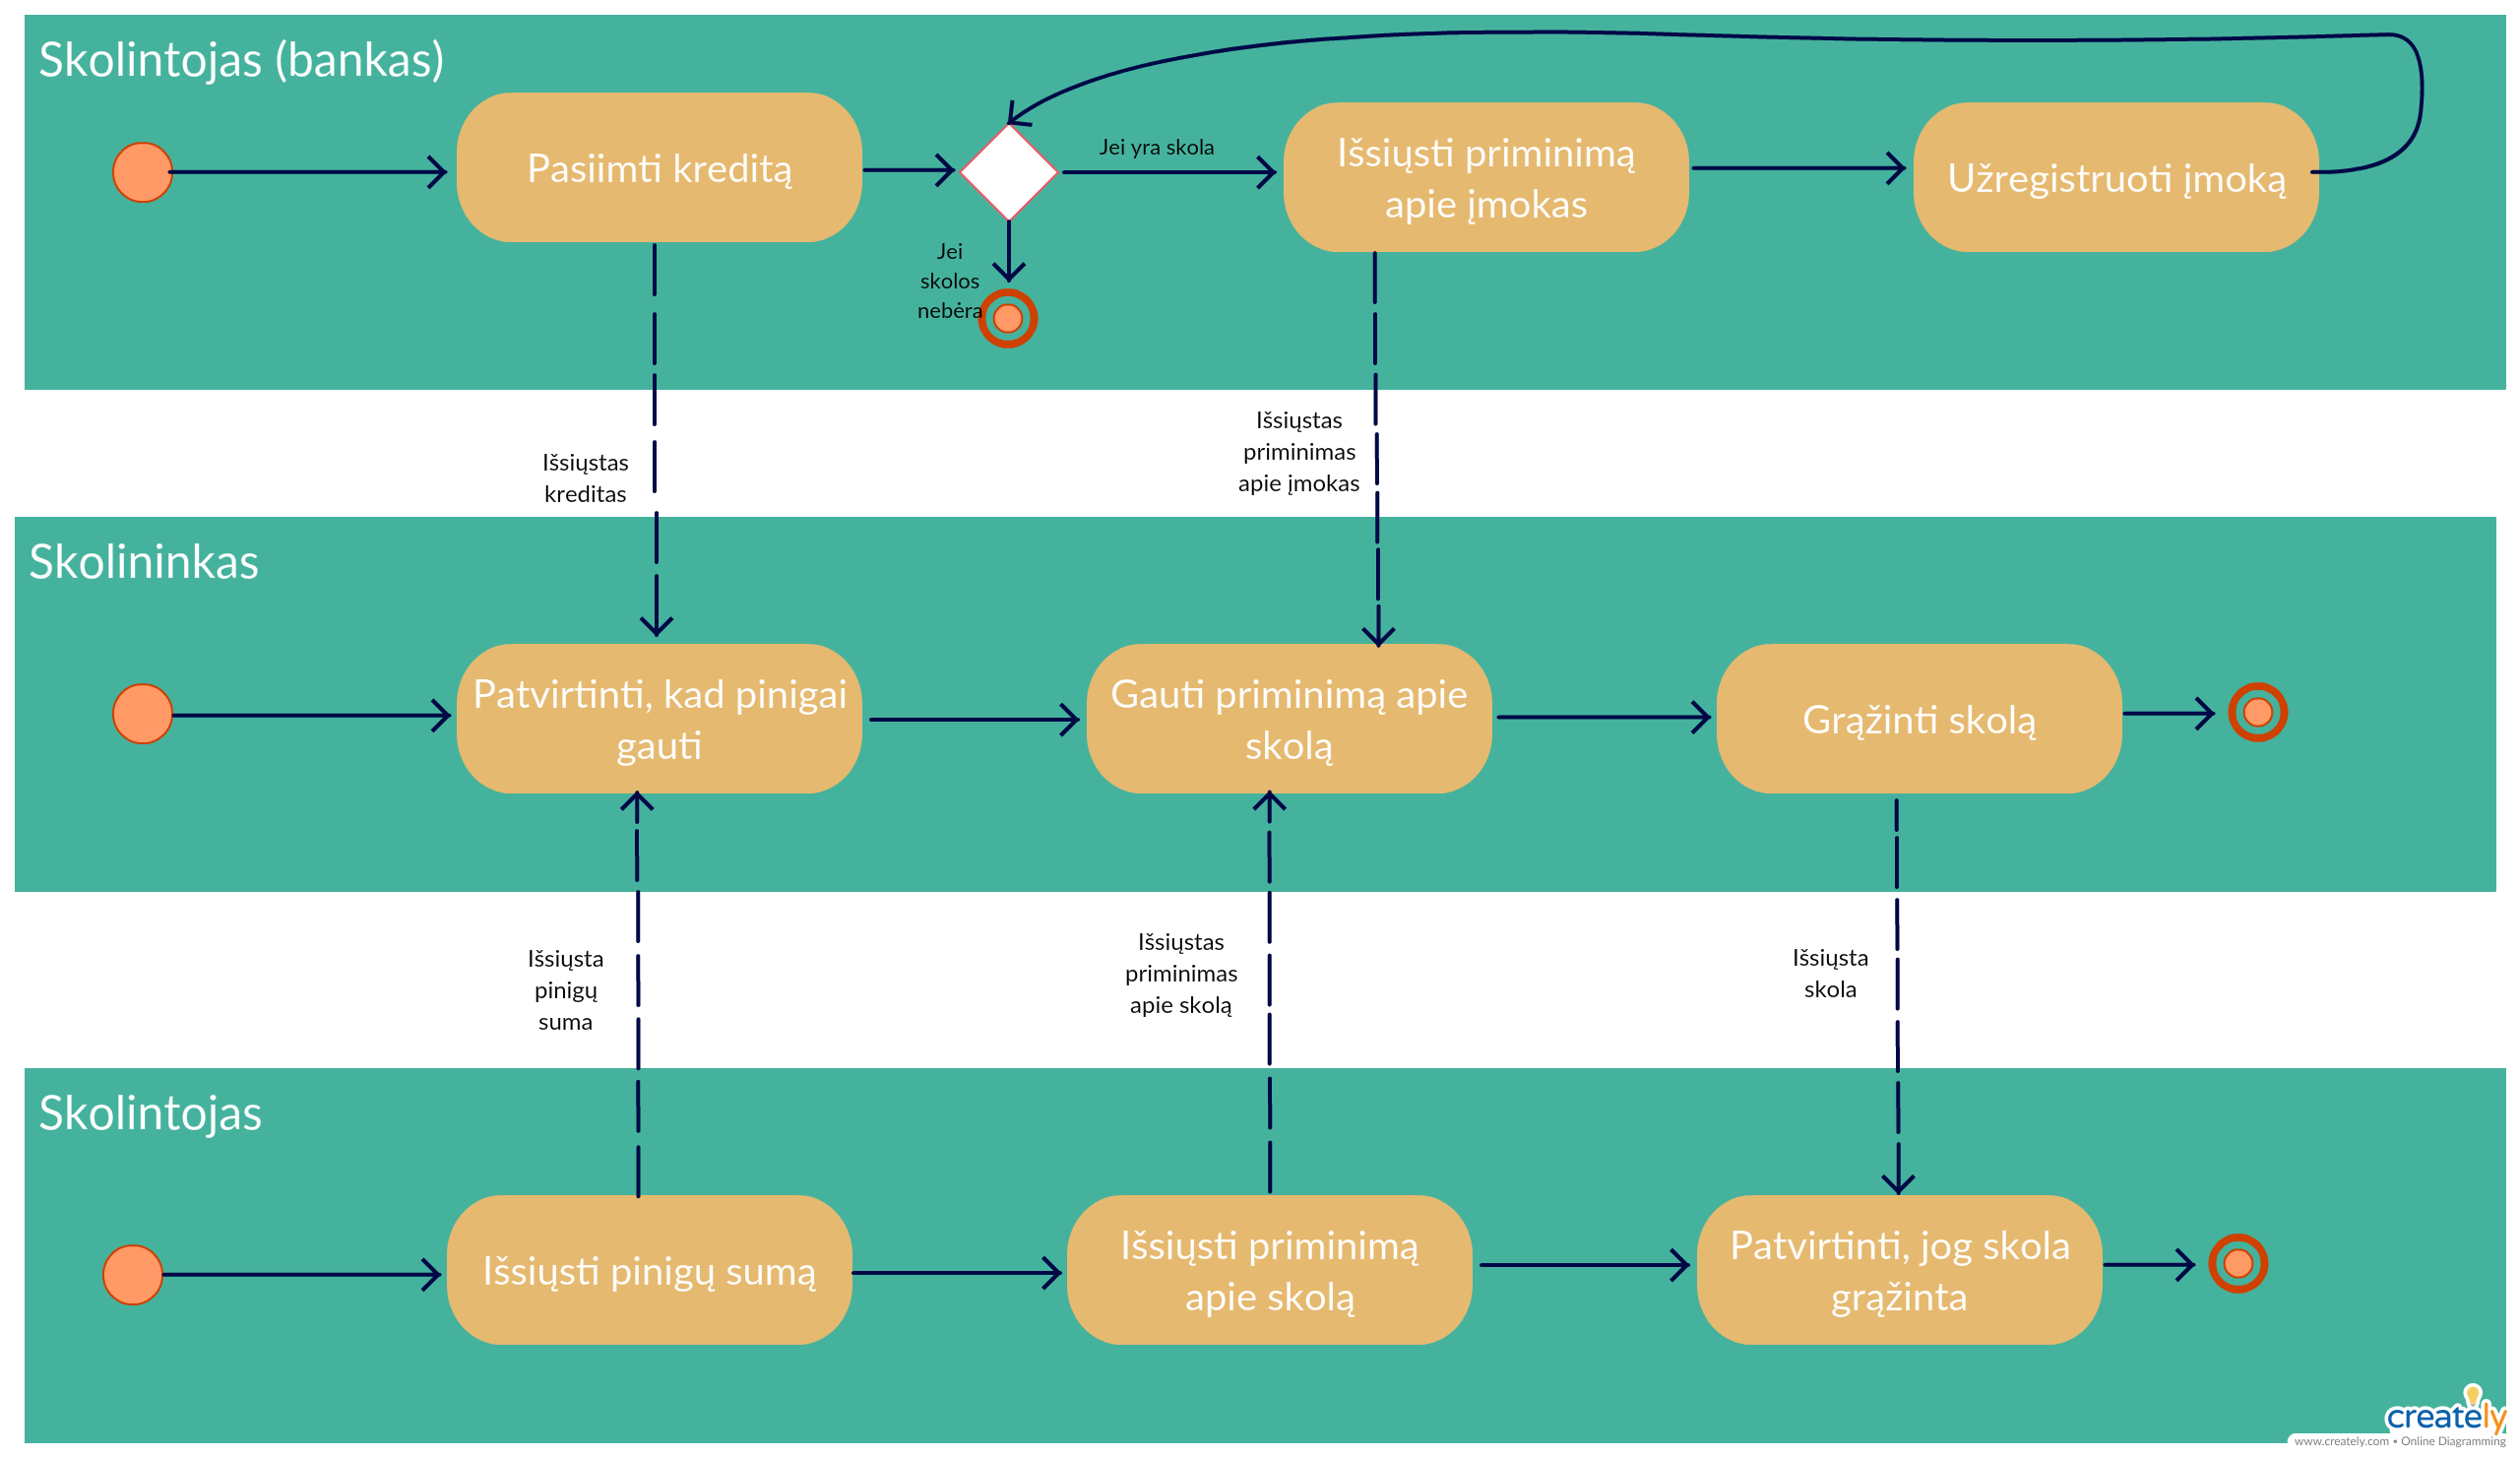 Skolintojas (bankas)
Pasiimti kreditą
Jei yra skola
Išsiųsti priminimą
apie įmokas
Užregistruoti įmoką
Jei
skolos
nebėra
Išsiųstas
kreditas
Išsiųstas
priminimas
apie įmokas
Skolininkas
Patvirtinti, kad pinigai
gauti
Gauti priminimą apie
skolą
Grąžinti skolą
Išsiųsta
pinigų
suma
Išsiųstas
priminimas
apie skolą
Išsiųsta
skola
Skolintojas
Išsiųsti pinigų sumą
Išsiųsti priminimą
apie skolą
Patvirtinti, jog skola
grąžinta
creately
www.creately.com • Online Diagramming